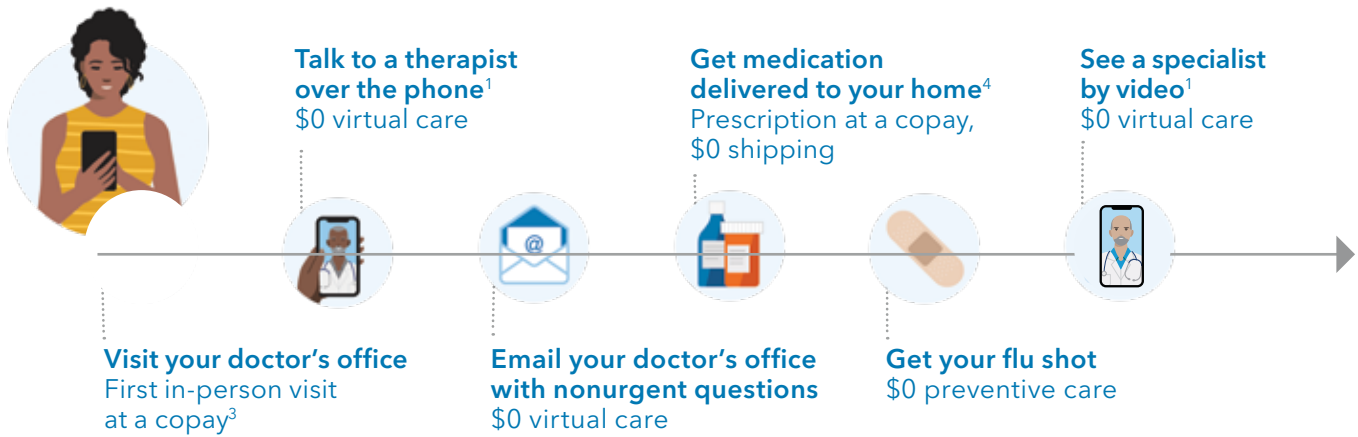 Talk to a therapist
over the phone¹
$0 virtual care
Get medication
delivered to your home⁴
Prescription at a copay,
$0 shipping
See a specialist
by video¹
$0 virtual care
@
Visit your doctor’s office
First in-person visit
at a copay³
Email your doctor’s office
with nonurgent questions
$0 virtual care
Get your flu shot
$0 preventive care